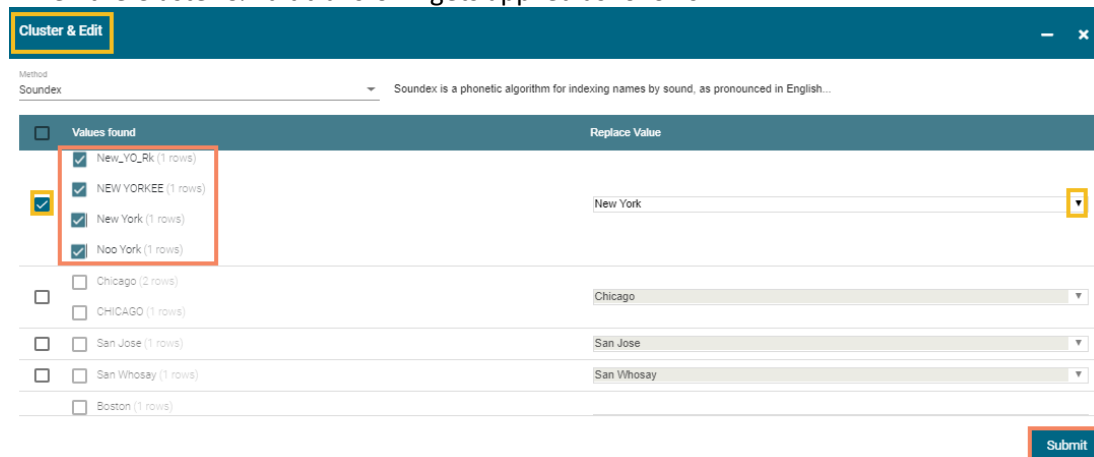 Cluster & Edit
Method
Soundex
Soundex is a phonetic algorithm for indexing names by sound, as pronounced in English...
Values found Replace Value
New_YO_Rk (1 rows)
NEW YORKEE (1 rows)
New York
New York (1 rows)
Noo York (1 rows)
Chicago (2 rows)
Chicago
CHICAGO (1 rows)
San Jose (1 rows) San Jose
San Whosay (1 rows) San Whosay
Boston (1 rows)
Submit